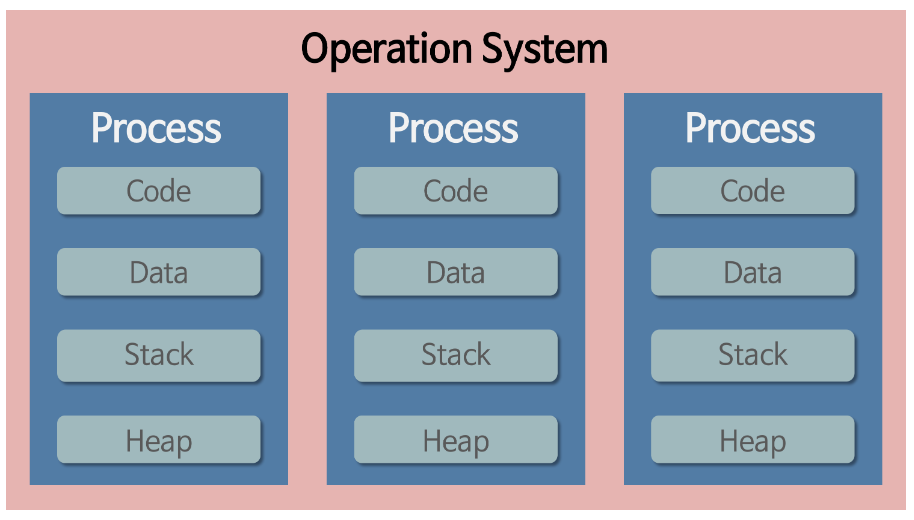 Operation System
Process
Code
Data
Stack
Heap
Process
Code
Data
Stack
Heap
Process
Code
Data
Stack
Heap